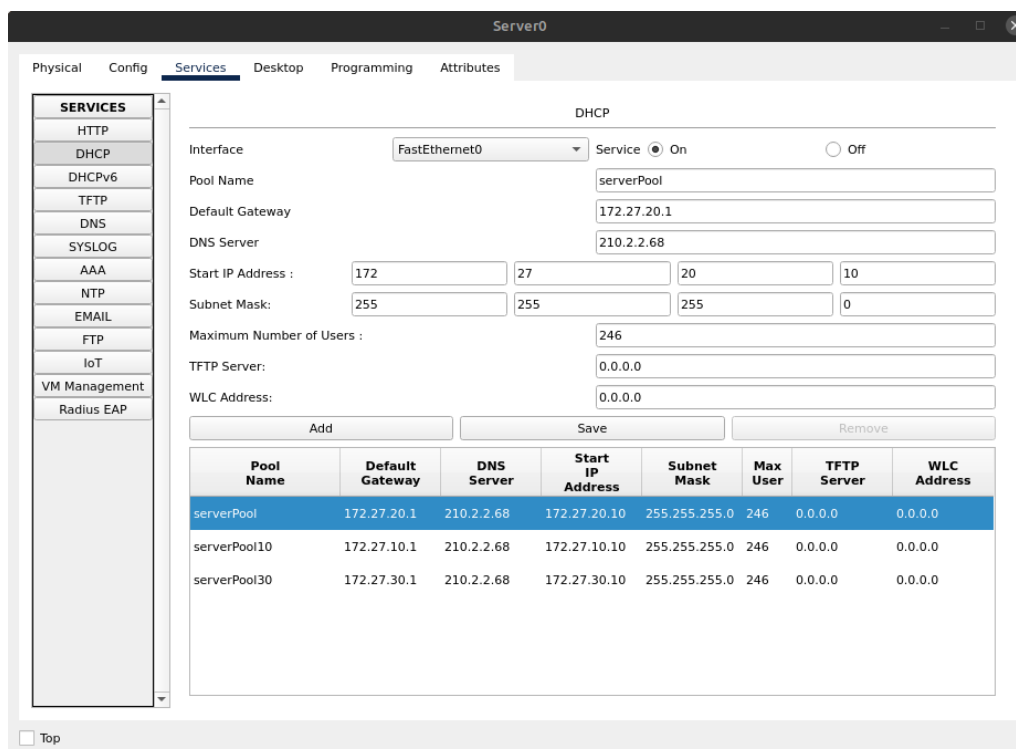 Server0
Physical Config Services Desktop Programming Attributes
SERVICES
HTTP
DHCP
DHCPv6
TFTP
DNS
SYSLOG
AAA
NTP
EMAIL
FTP
IoT
VM Management
Radius EAP
DHCP
Interface FastEthernet0 Service On Off
Pool Name serverPool
Default Gateway 172.27.20.1
DNS Server 210.2.2.68
Start IP Address : 172 27 20 10
Subnet Mask: 255 255 255 0
Maximum Number of Users : 246
TFTP Server: 0.0.0.0
WLC Address: 0.0.0.0
Add Save Remove
Pool Name Default Gateway DNS Server Start IP Address Subnet Mask Max User TFTP Server WLC Address
serverPool 172.27.20.1 210.2.2.68 172.27.20.10 255.255.255.0 246 0.0.0.0 0.0.0.0
serverPool10 172.27.10.1 210.2.2.68 172.27.10.10 255.255.255.0 246 0.0.0.0 0.0.0.0
serverPool30 172.27.30.1 210.2.2.68 172.27.30.10 255.255.255.0 246 0.0.0.0 0.0.0.0
Top